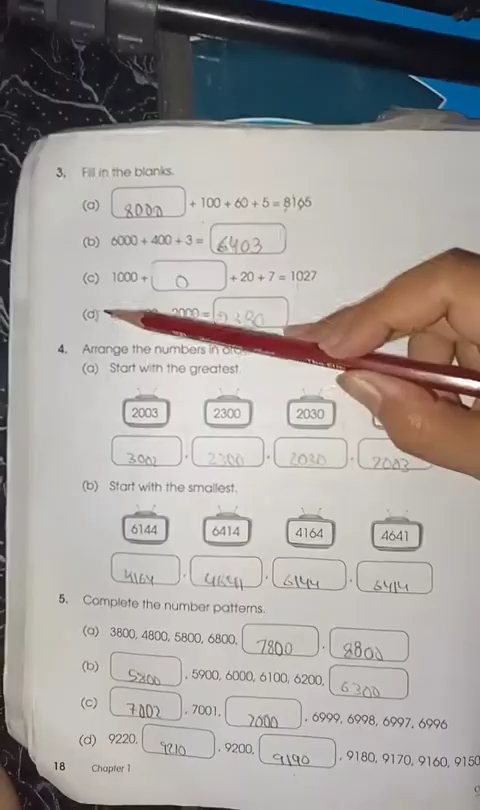 3. Fill in the blanks.
(a) 8000 + 100 + 60 + 5 = 8165
(b) 6000 + 400 + 3 = 6403
(c) 1000 + 0 + 20 + 7 = 1027
(d) 2000 =
4. Arrange the numbers in
(a) Start with the greatest.
2003 2300 2030
3002, 2300, 2030, 2003
(b) Start with the smallest.
6144 6414 4164 4641
4164, 4641, 6144, 6414
5. Complete the number patterns.
(a) 3800, 4800, 5800, 6800, 7800, 8800
(b) 5800, 5900, 6000, 6100, 6200, 6300
(c) 7002, 7001, 7000, 6999, 6998, 6997, 6996
(d) 9220, 9210, 9200, 9190, 9180, 9170, 9160, 9150
18 Chapter 1